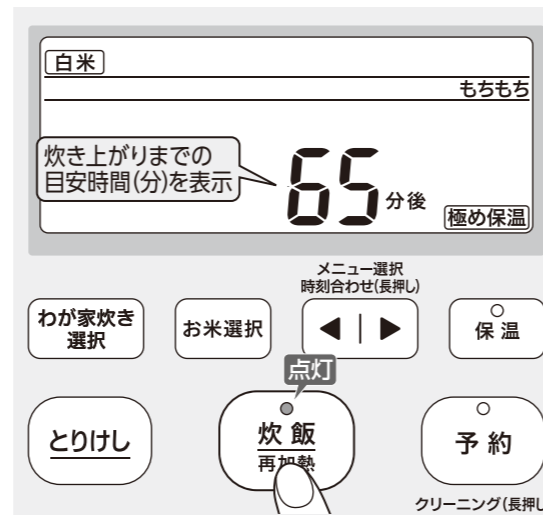 白米
もちもち
炊き上がりまでの
目安時間(分)を表示
65分後
極め保温
メニュー選択
時刻合わせ(長押し)
わが家炊き
選択
お米選択
保温
点灯
とりけし
炊飯
再加熱
予約
クリーニング(長押し